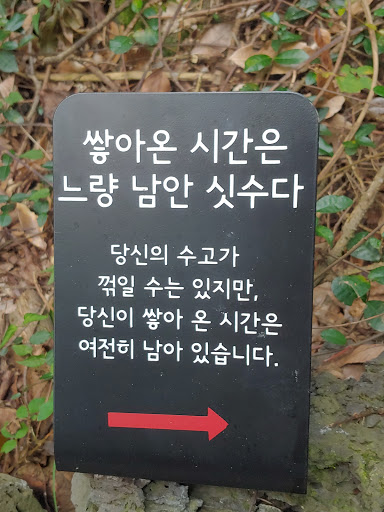 쌓아온 시간은
느량 남안 싯수다
당신의 수고가
꺾일 수는 있지만,
당신이 쌓아 온 시간은
여전히 남아 있습니다.